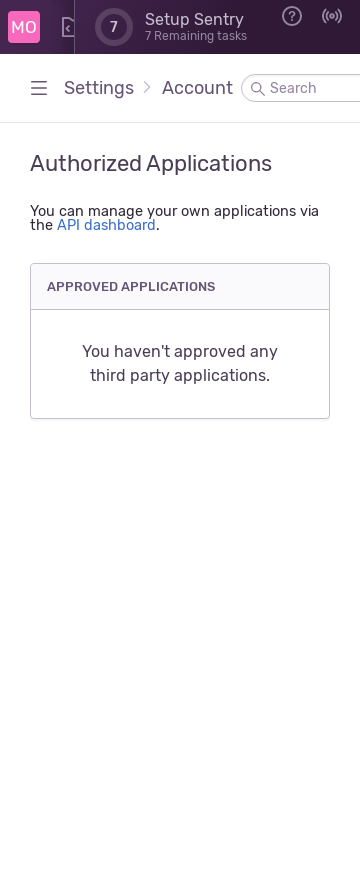 MO
7
Setup Sentry
7 Remaining tasks
Settings
Account
Search
Authorized Applications
You can manage your own applications via
the API dashboard.
APPROVED APPLICATIONS
You haven't approved any
third party applications.